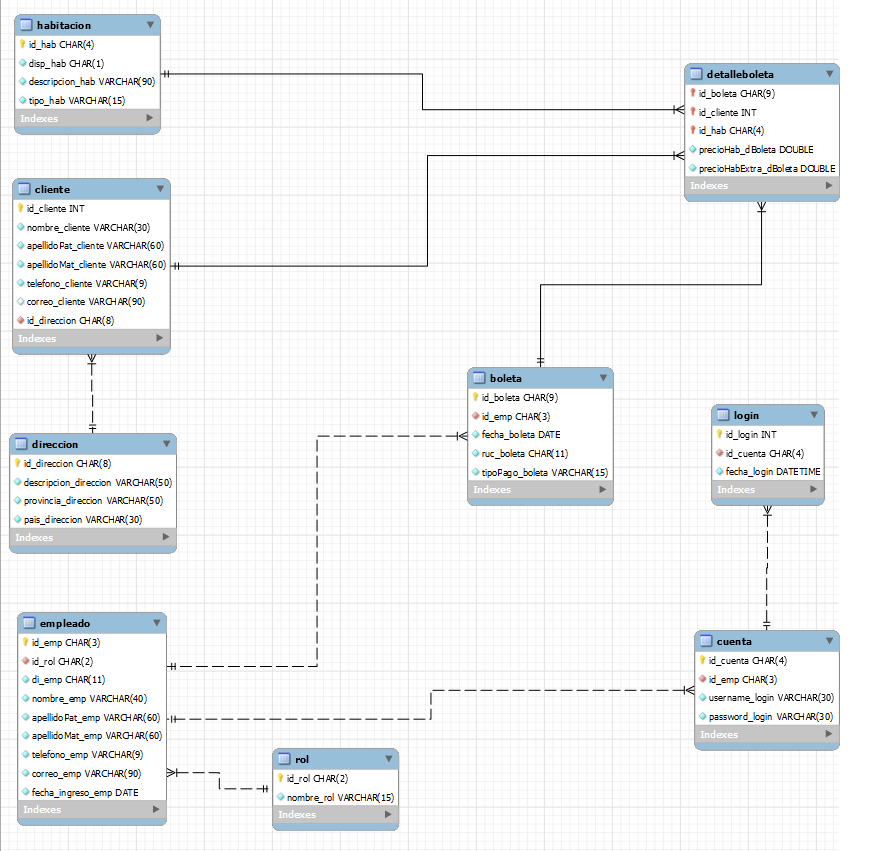 habitacion
id_hab CHAR(4)
disp_hab CHAR(1)
descripcion_hab VARCHAR(90)
tipo_hab VARCHAR(15)
Indexes
detalleboleta
id_boleta CHAR(9)
id_cliente INT
id_hab CHAR(4)
precioHab_dBoleta DOUBLE
precioHabExtra_dBoleta DOUBLE
Indexes
cliente
id_cliente INT
nombre_cliente VARCHAR(30)
apellidoPat_cliente VARCHAR(60)
apellidoMat_cliente VARCHAR(60)
telefono_cliente VARCHAR(9)
correo_cliente VARCHAR(90)
id_direccion CHAR(8)
Indexes
boleta
id_boleta CHAR(9)
id_emp CHAR(3)
fecha_boleta DATE
ruc_boleta CHAR(11)
tipoPago_boleta VARCHAR(15)
Indexes
login
id_login INT
id_cuenta CHAR(4)
fecha_login DATETIME
Indexes
direccion
id_direccion CHAR(8)
descripcion_direccion VARCHAR(50)
provincia_direccion VARCHAR(50)
pais_direccion VARCHAR(30)
Indexes
empleado
id_emp CHAR(3)
id_rol CHAR(2)
di_emp CHAR(11)
nombre_emp VARCHAR(40)
apellidoPat_emp VARCHAR(60)
apellidoMat_emp VARCHAR(60)
telefono_emp VARCHAR(9)
correo_emp VARCHAR(90)
fecha_ingreso_emp DATE
Indexes
cuenta
id_cuenta CHAR(4)
id_emp CHAR(3)
username_login VARCHAR(30)
password_login VARCHAR(30)
Indexes
rol
id_rol CHAR(2)
nombre_rol VARCHAR(15)
Indexes